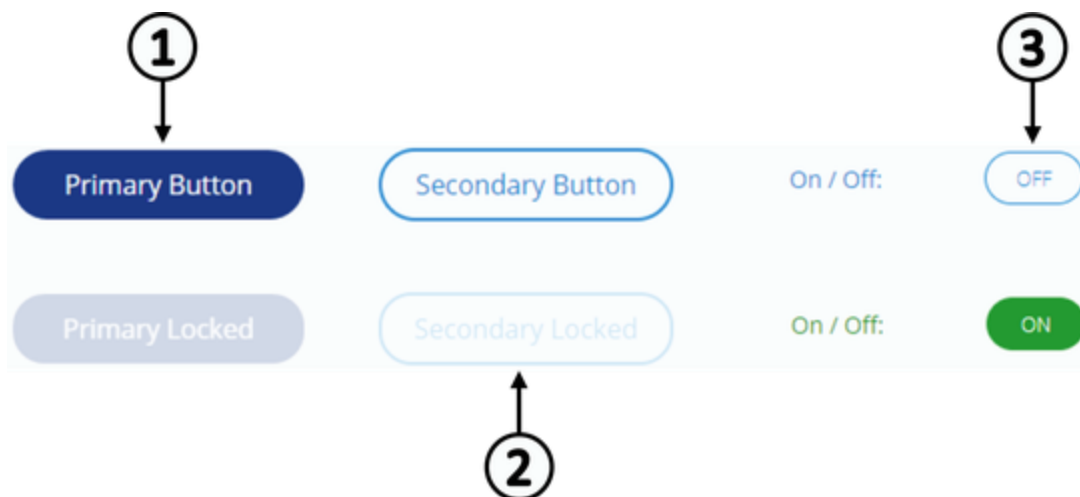 1
3
Primary Button
Secondary Button
On / Off:
OFF
Primary Locked
Secondary Locked
On / Off:
ON
2